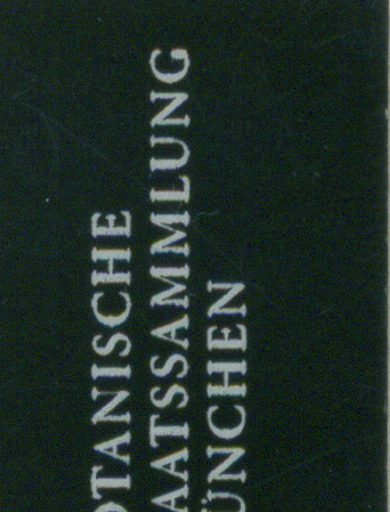 OTANISCHE
AATSSAMMLUNG
ÜNCHEN